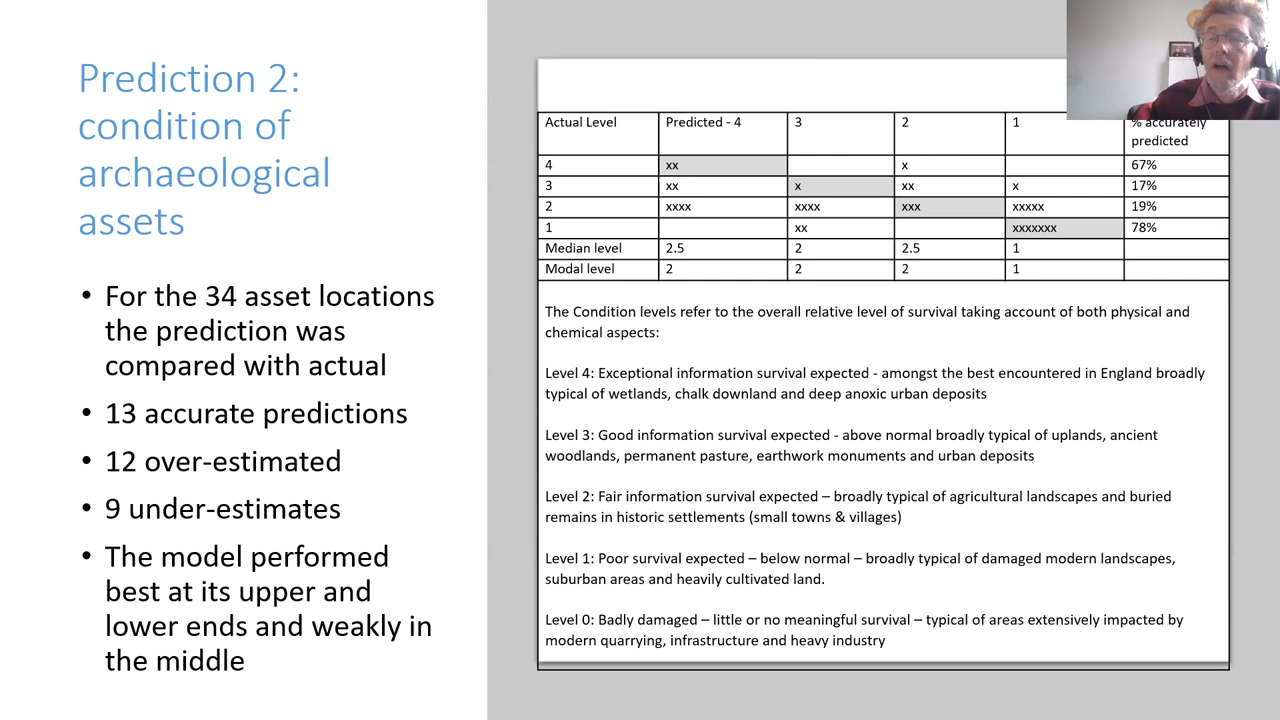 Prediction 2:
condition of
archaeological
assets
• For the 34 asset locations
the prediction was
compared with actual
• 13 accurate predictions
• 12 over-estimated
• 9 under-estimates
• The model performed
best at its upper and
lower ends and weakly in
the middle
Actual Level Predicted - 4 3 2 1 % accurately
predicted
4 xx x 67%
3 xx x xx x 17%
2 xxxx xxxx xxx xxxxx 19%
1 xx xxxxxxx 78%
Median level 2.5 2 2.5 1
Modal level 2 2 2 1
The Condition levels refer to the overall relative level of survival taking account of both physical and
chemical aspects:
Level 4: Exceptional information survival expected - amongst the best encountered in England broadly
typical of wetlands, chalk downland and deep anoxic urban deposits
Level 3: Good information survival expected - above normal broadly typical of uplands, ancient
woodlands, permanent pasture, earthwork monuments and urban deposits
Level 2: Fair information survival expected – broadly typical of agricultural landscapes and buried
remains in historic settlements (small towns & villages)
Level 1: Poor survival expected – below normal – broadly typical of damaged modern landscapes,
suburban areas and heavily cultivated land.
Level 0: Badly damaged – little or no meaningful survival – typical of areas extensively impacted by
modern quarrying, infrastructure and heavy industry